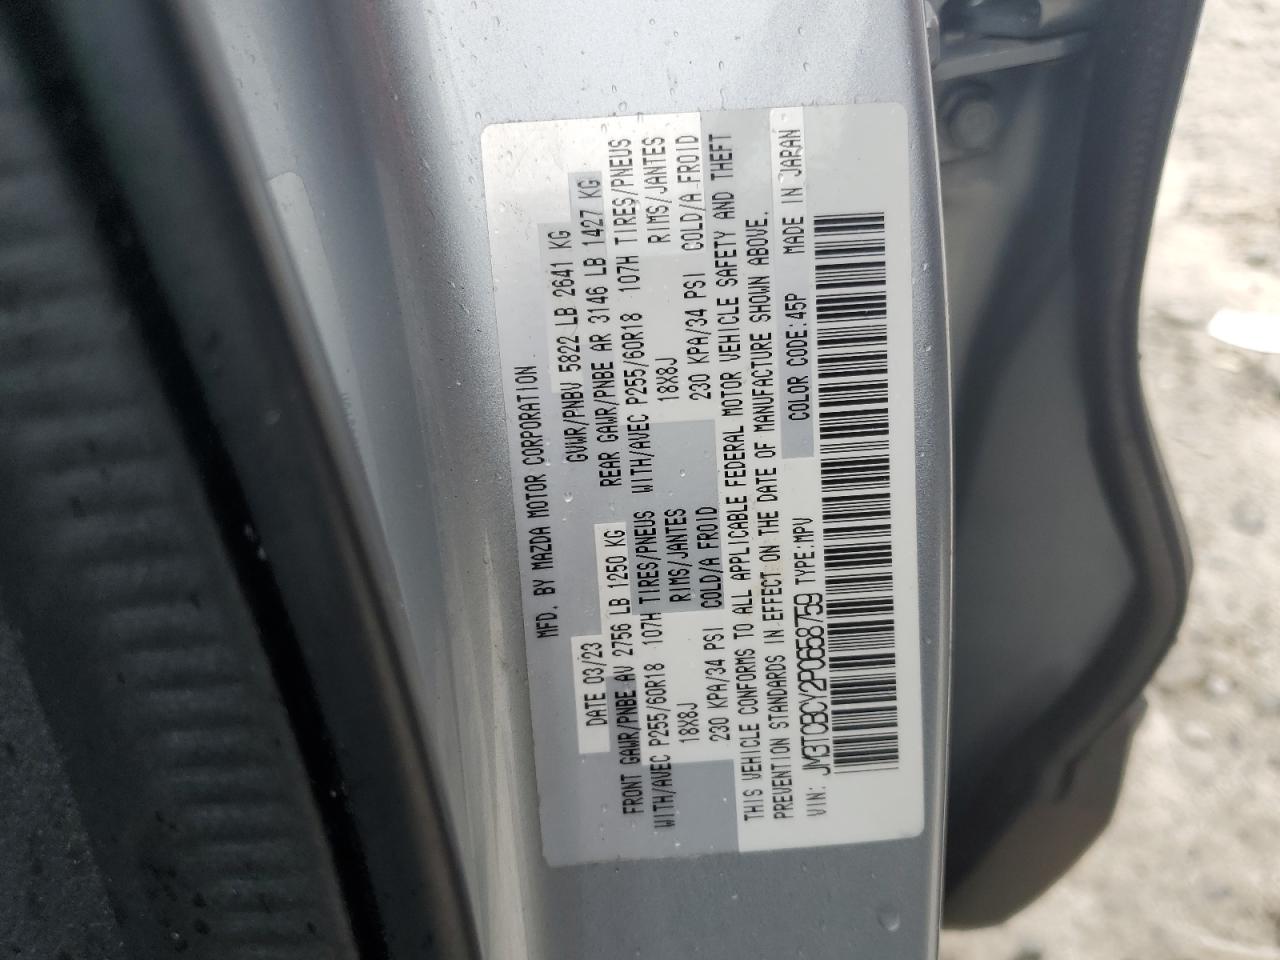 MFD. BY MAZDA MOTOR CORPORATION
DATE 03/23 GVWR/PNBV 5822 LB 2641 KG
FRONT GAWR/PNBE AV 2756 LB 1250 KG REAR GAWR/PNBE AR 3146 LB 1427 KG
WITH/AVEC P255/60R18 107H TIRES/PNEUS WITH/AVEC P255/60R18 107H TIRES/PNEUS
18X8J RIMS/JANTES 18X8J RIMS/JANTES
230 KPA/34 PSI COLD/A FROID 230 KPA/34 PSI COLD/A FROID
THIS VEHICLE CONFORMS TO ALL APPLICABLE FEDERAL MOTOR VEHICLE SAFETY AND THEFT
PREVENTION STANDARDS IN EFFECT ON THE DATE OF MANUFACTURE SHOWN ABOVE.
COLOR CODE:45P MADE IN JAPAN
VIN: JM3TCBCY2P0658759 TYPE:MPV